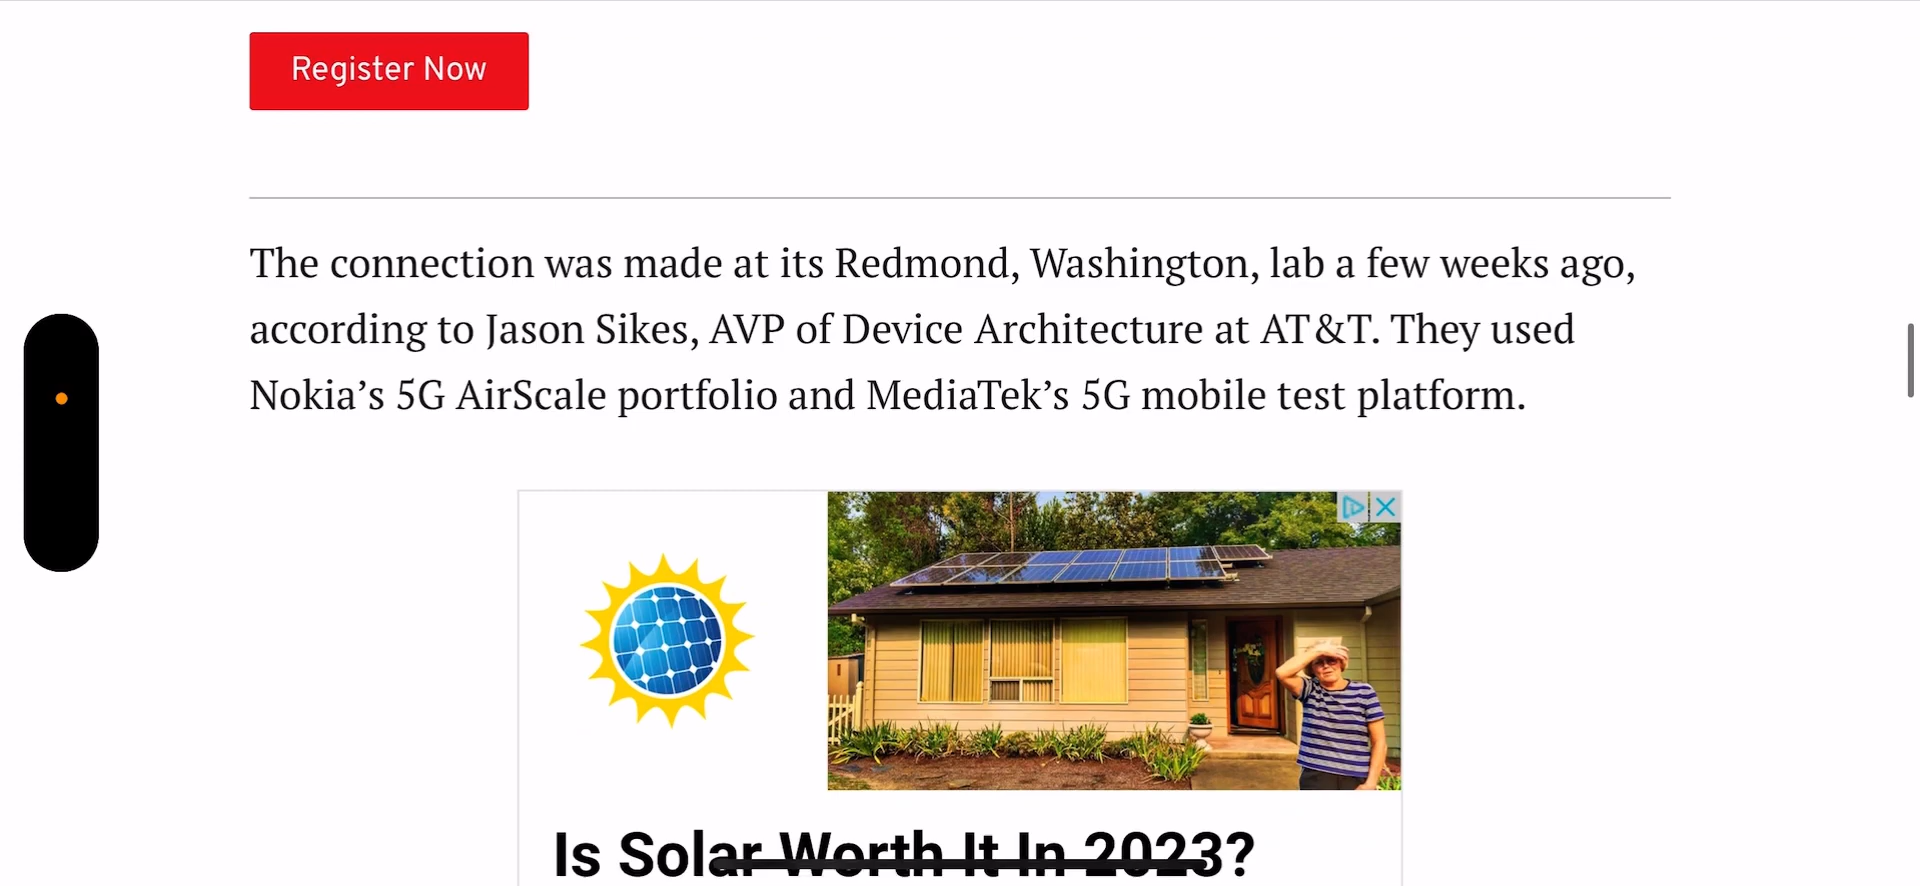 Register Now
The connection was made at its Redmond, Washington, lab a few weeks ago,
according to Jason Sikes, AVP of Device Architecture at AT&T. They used
Nokia’s 5G AirScale portfolio and MediaTek’s 5G mobile test platform.
Is Solar Worth It In 2023?